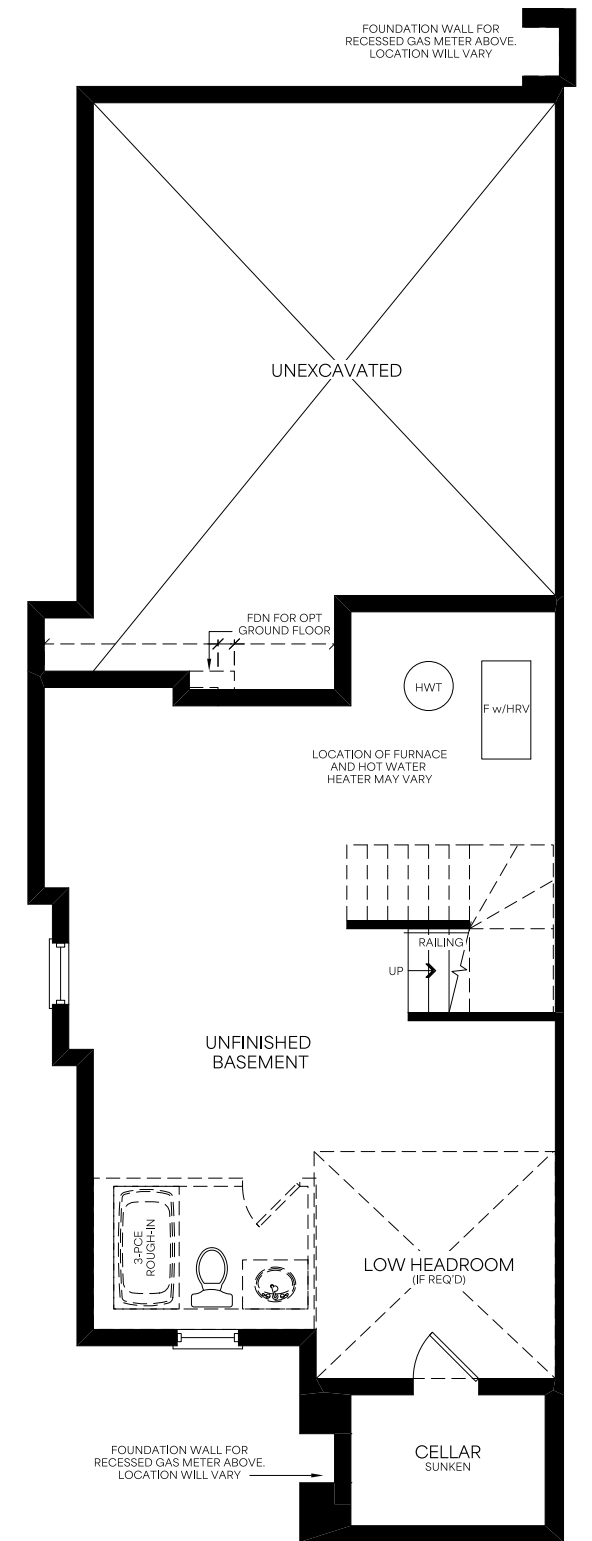 FOUNDATION WALL FOR
RECESSED GAS METER ABOVE.
LOCATION WILL VARY
UNEXCAVATED
FDN FOR OPT
GROUND FLOOR
HWT
F w/HRV
LOCATION OF FURNACE
AND HOT WATER
HEATER MAY VARY
RAILING
UP
UNFINISHED
BASEMENT
3-PCE
ROUGH-IN
LOW HEADROOM
(IF REQ'D)
CELLAR
SUNKEN
FOUNDATION WALL FOR
RECESSED GAS METER ABOVE.
LOCATION WILL VARY